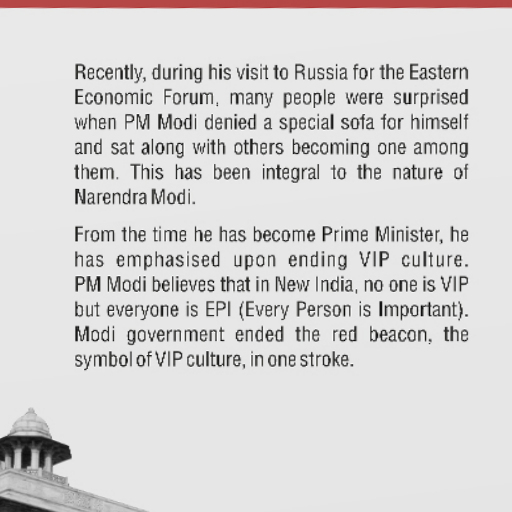 Recently, during his visit to Russia for the Eastern
Economic Forum, many people were surprised
when PM Modi denied a special sofa for himself
and sat along with others becoming one among
them. This has been integral to the nature of
Narendra Modi.
From the time he has become Prime Minister, he
has emphasised upon ending VIP culture.
PM Modi believes that in New India, no one is VIP
but everyone is EPI (Every Person is Important).
Modi government ended the red beacon, the
symbol of VIP culture, in one stroke.